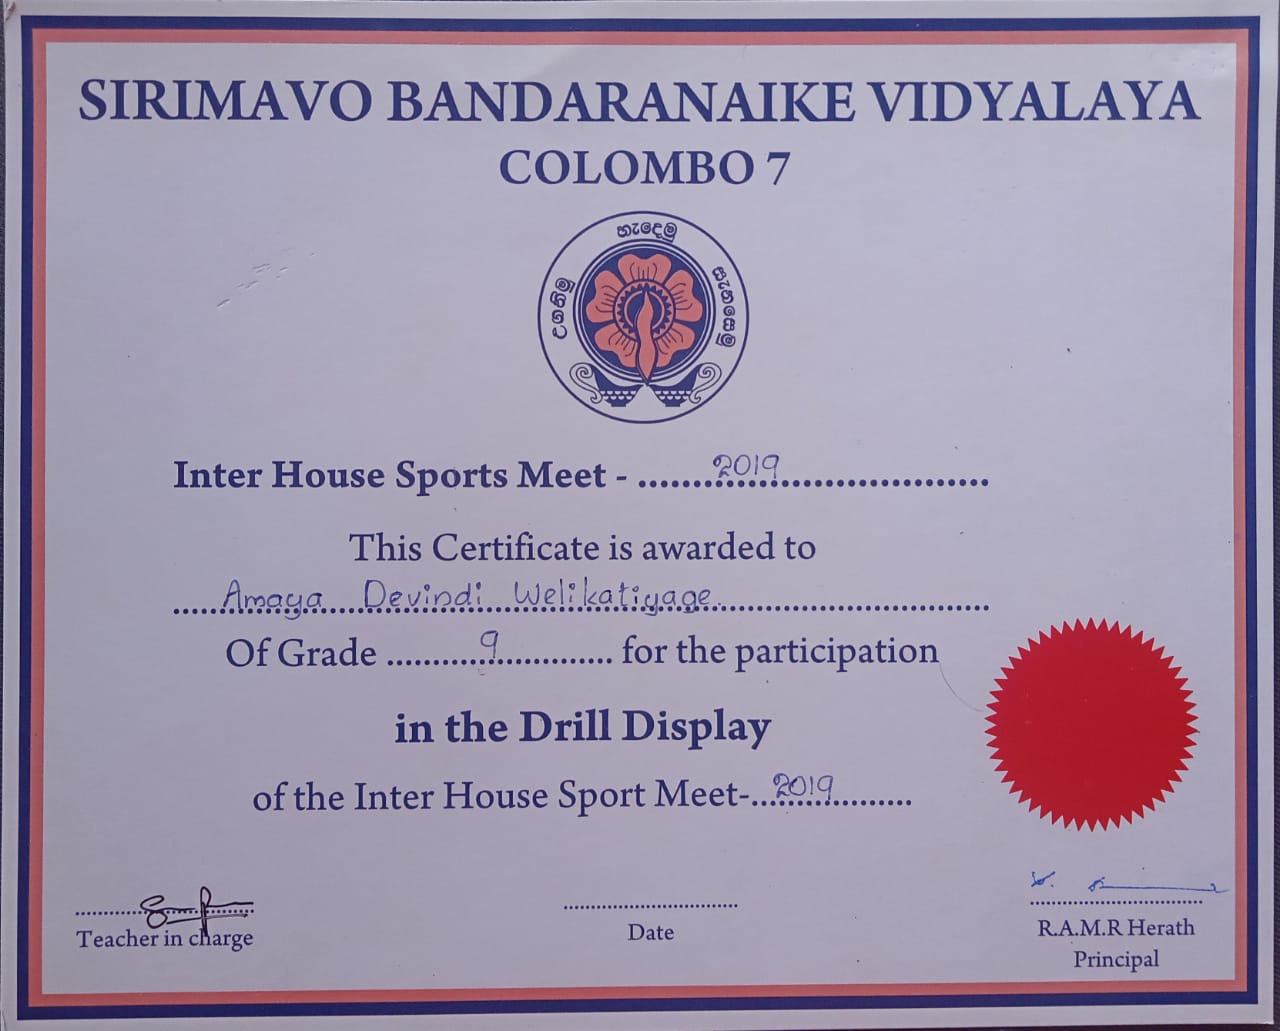 SIRIMAVO BANDARANAIKE VIDYALAYA
COLOMBO 7
උගනිමු හැදෙමු සැනසෙමු
Inter House Sports Meet - 2019
This Certificate is awarded to
Amaya Devindi Welikatiyage
Of Grade 9 for the participation
in the Drill Display
of the Inter House Sport Meet- 2019
Teacher in charge
Date
R.A.M.R Herath
Principal